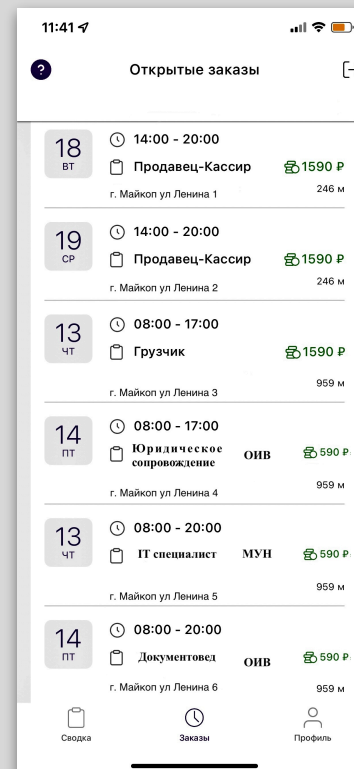 11:41
?
Открытые заказы
18
ВТ
14:00 - 20:00
Продавец-Кассир 1590 ₽
г. Майкоп ул Ленина 1 246 м
19
СР
14:00 - 20:00
Продавец-Кассир 1590 ₽
г. Майкоп ул Ленина 2 246 м
13
ЧТ
08:00 - 17:00
Грузчик 1590 ₽
959 м
г. Майкоп ул Ленина 3
14
ПТ
08:00 - 17:00
Юридическое
сопровождение ОИВ 590 ₽
959 м
г. Майкоп ул Ленина 4
13
ЧТ
08:00 - 20:00
IT специалист МУН 590 ₽
959 м
г. Майкоп ул Ленина 5
14
ПТ
08:00 - 20:00
Документовед ОИВ 590 ₽
г. Майкоп ул Ленина 6 959 м
Сводка Заказы Профиль